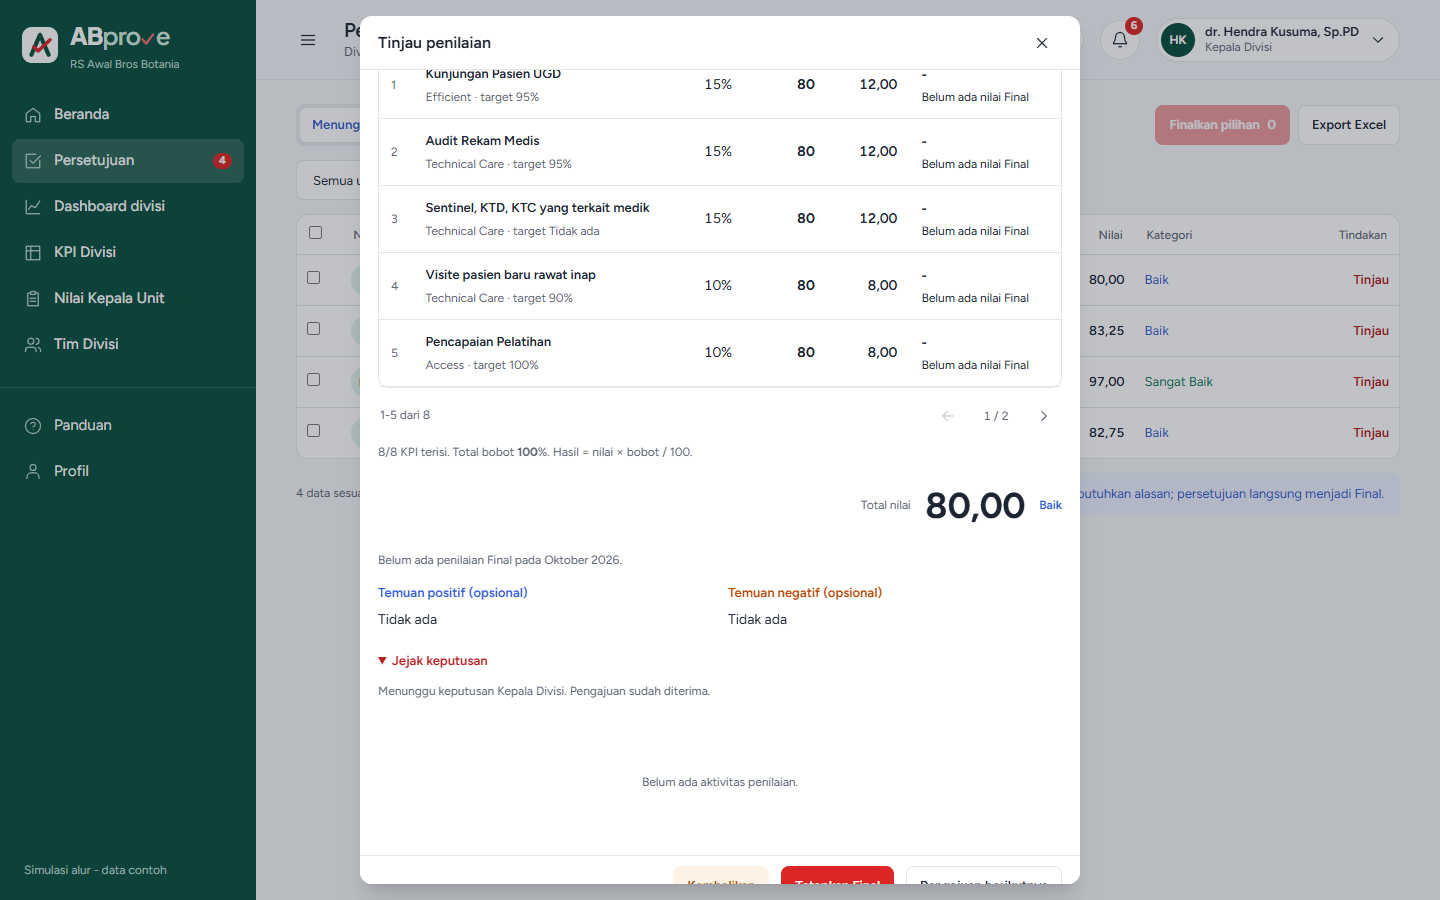 ABprove
RS Awal Bros Botania
Beranda
Persetujuan 4
Dashboard divisi
KPI Divisi
Nilai Kepala Unit
Tim Divisi
Panduan
Profil
Simulasi alur - data contoh
6
HK
dr. Hendra Kusuma, Sp.PD
Kepala Divisi
Finalkan pilihan 0
Export Excel
Semua
Nilai Kategori Tindakan
80,00 Baik Tinjau
83,25 Baik Tinjau
97,00 Sangat Baik Tinjau
82,75 Baik Tinjau
4 data
alasan; persetujuan langsung menjadi Final.
Tinjau penilaian
1 Kunjungan Pasien UGD 15% 80 12,00 -
Efficient · target 95% Belum ada nilai Final
2 Audit Rekam Medis 15% 80 12,00 -
Technical Care · target 95% Belum ada nilai Final
3 Sentinel, KTD, KTC yang terkait medik 15% 80 12,00 -
Technical Care · target Tidak ada Belum ada nilai Final
4 Visite pasien baru rawat inap 10% 80 8,00 -
Technical Care · target 90% Belum ada nilai Final
5 Pencapaian Pelatihan 10% 80 8,00 -
Access · target 100% Belum ada nilai Final
1-5 dari 8
1 / 2
8/8 KPI terisi. Total bobot 100%. Hasil = nilai × bobot / 100.
Total nilai 80,00 Baik
Belum ada penilaian Final pada Oktober 2026.
Temuan positif (opsional) Temuan negatif (opsional)
Tidak ada Tidak ada
▼ Jejak keputusan
Menunggu keputusan Kepala Divisi. Pengajuan sudah diterima.
Belum ada aktivitas penilaian.
Kembalikan Tetapkan Final Pengajuan berikutnya